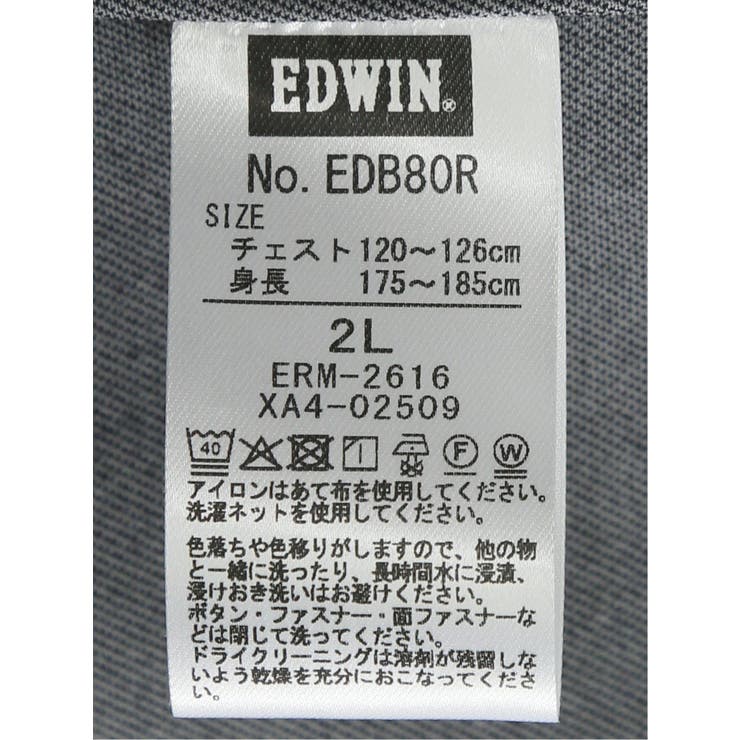 EDWIN®
No. EDB80R
SIZE
チェスト 120～126cm
身長 175～185cm
2L
ERM-2616
XA4-02509
40 F W
アイロンはあて布を使用してください。
洗濯ネットを使用してください。
色落ちや色移りがしますので、他の物
と一緒に洗ったり、長時間水に浸漬、
浸けおき洗いはお避けください。
ボタン・ファスナー・面ファスナーな
どは閉じて洗ってください。
ドライクリーニングは溶剤が残留しな
いよう乾燥を充分におこなってくださ
い。